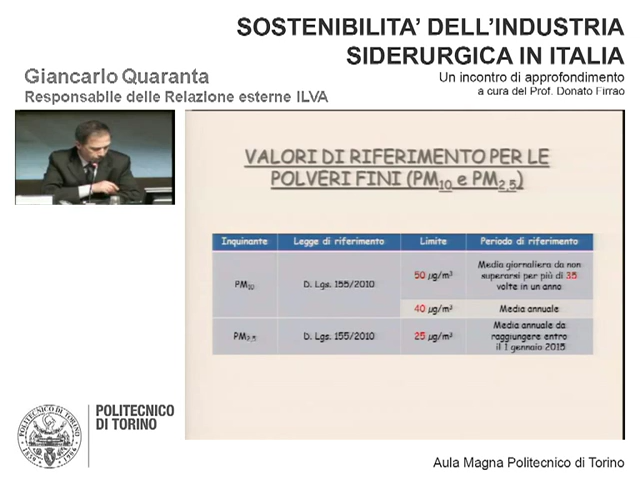 SOSTENIBILITA' DELL'INDUSTRIA
SIDERURGICA IN ITALIA
Giancarlo Quaranta
Responsabile delle Relazione esterne ILVA
Un incontro di approfondimento
a cura del Prof. Donato Firrao
VALORI DI RIFERIMENTO PER LE
POLVERI FINI (PM10 e PM2,5)
Inquinante Legge di riferimento Limite Periodo di riferimento
PM10 D. Lgs. 155/2010 50 µg/m³ Media giornaliera da non
superarsi per più di 35
volte in un anno
40 µg/m³ Media annuale
PM2,5 D. Lgs. 155/2010 25 µg/m³ Media annuale da
raggiungere entro
il 1 gennaio 2015
POLITECNICO DI TORINO
1859
POLITECNICO
DI TORINO
Aula Magna Politecnico di Torino